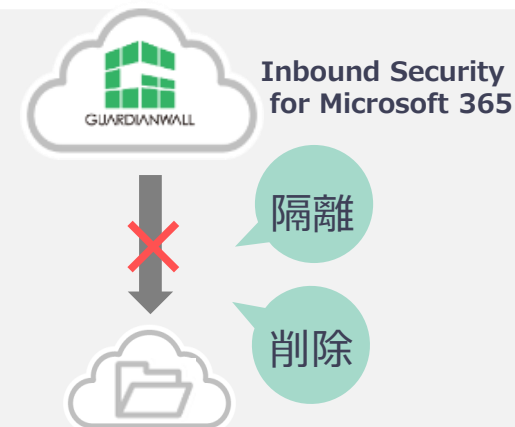 GUARDIANWALL
Inbound Security
for Microsoft 365
隔離
削除